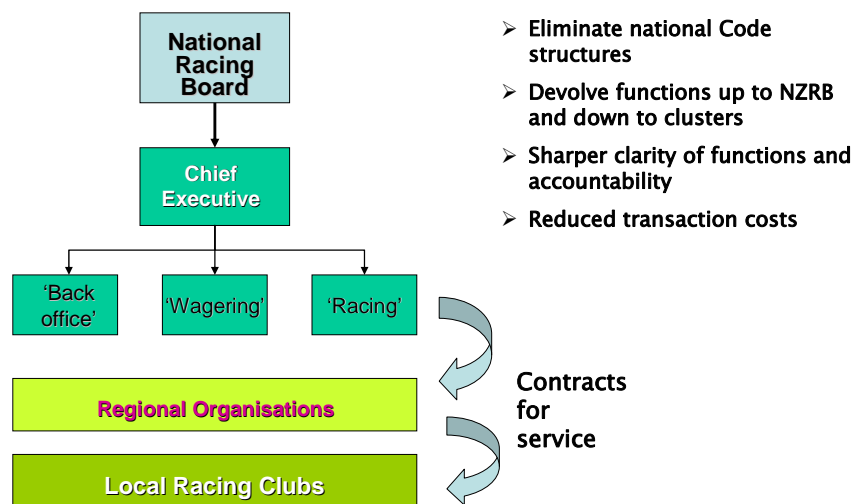 National
Racing
Board
Chief
Executive
‘Back
office’
‘Wagering’
‘Racing’
Regional Organisations
Local Racing Clubs
➢ Eliminate national Code
structures
➢ Devolve functions up to NZRB
and down to clusters
➢ Sharper clarity of functions and
accountability
➢ Reduced transaction costs
Contracts
for
service